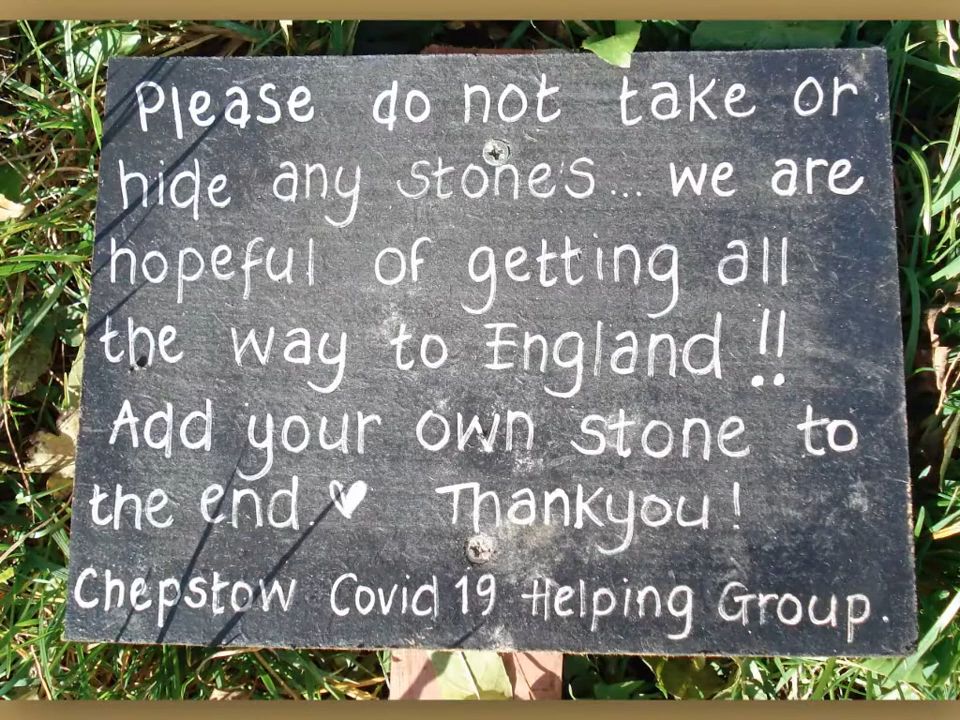 Please do not take or
hide any stone's... we are
hopeful of getting all
the way to England !!
Add your own stone to
the end. ♥ Thankyou!
Chepstow Covid 19 Helping Group.